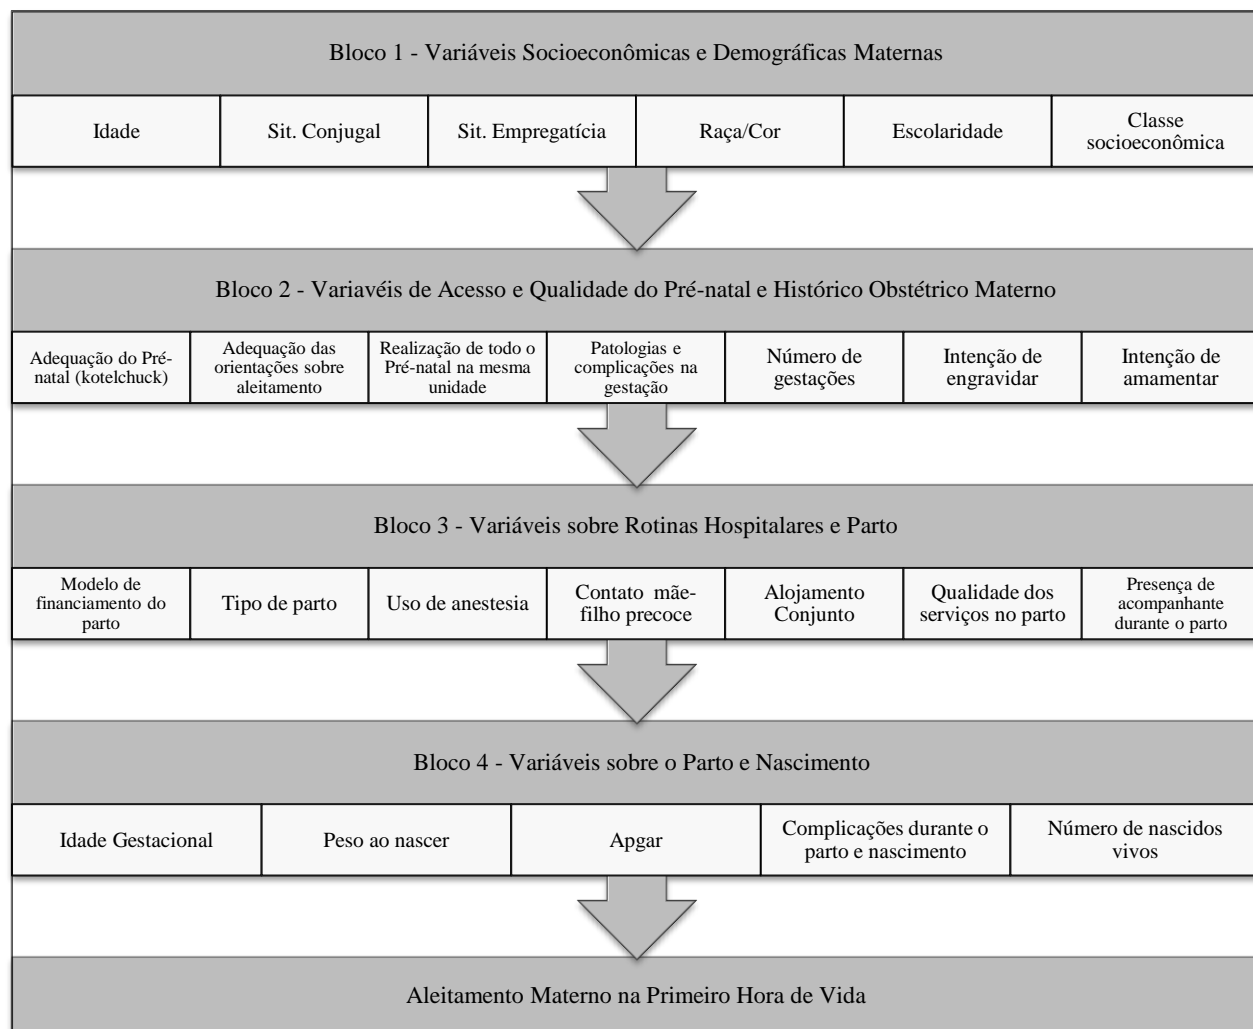 Bloco 1 - Variáveis Socioeconômicas e Demográficas Maternas
Idade
Sit. Conjugal
Sit. Empregatícia
Raça/Cor
Escolaridade
Classe
socioeconômica
Bloco 2 - Variavéis de Acesso e Qualidade do Pré-natal e Histórico Obstétrico Materno
Adequação do Pré-
natal (kotelchuck)
Adequação das
orientações sobre
aleitamento
Realização de todo o
Pré-natal na mesma
unidade
Patologias e
complicações na
gestação
Número de
gestações
Intenção de
engravidar
Intenção de
amamentar
Bloco 3 - Variáveis sobre Rotinas Hospitalares e Parto
Modelo de
financiamento do
parto
Tipo de parto
Uso de anestesia
Contato mãe-
filho precoce
Alojamento
Conjunto
Qualidade dos
serviços no parto
Presença de
acompanhante
durante o parto
Bloco 4 - Variáveis sobre o Parto e Nascimento
Idade Gestacional
Peso ao nascer
Apgar
Complicações durante o
parto e nascimento
Número de nascidos
vivos
Aleitamento Materno na Primeiro Hora de Vida